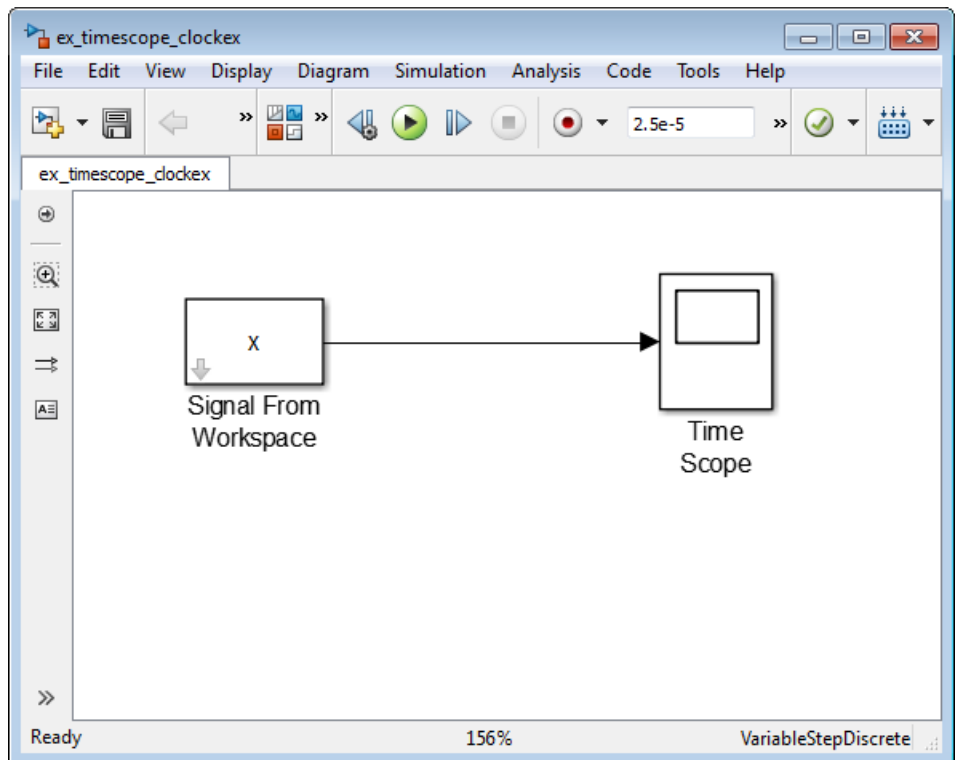 ex_timescope_clockex
File Edit View Display Diagram Simulation Analysis Code Tools Help
2.5e-5
ex_timescope_clockex
X
Signal From
Workspace
Time
Scope
Ready 156% VariableStepDiscrete